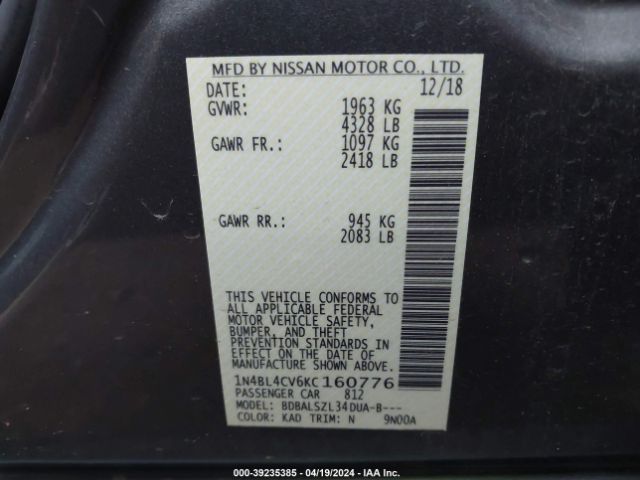 MFD BY NISSAN MOTOR CO., LTD.
DATE: 12/18
GVWR: 1963 KG
4328 LB
GAWR FR.: 1097 KG
2418 LB
GAWR RR.: 945 KG
2083 LB
THIS VEHICLE CONFORMS TO
ALL APPLICABLE FEDERAL
MOTOR VEHICLE SAFETY,
BUMPER, AND THEFT
PREVENTION STANDARDS IN
EFFECT ON THE DATE OF
MANUFACTURE SHOWN ABOVE.
1N4BL4CV6KC160776
PASSENGER CAR 812
MODEL: BDBALSZL34DUA-B---
COLOR: KAD TRIM: N 9N00A
000-39235385 - 04/19/2024 - IAA Inc.